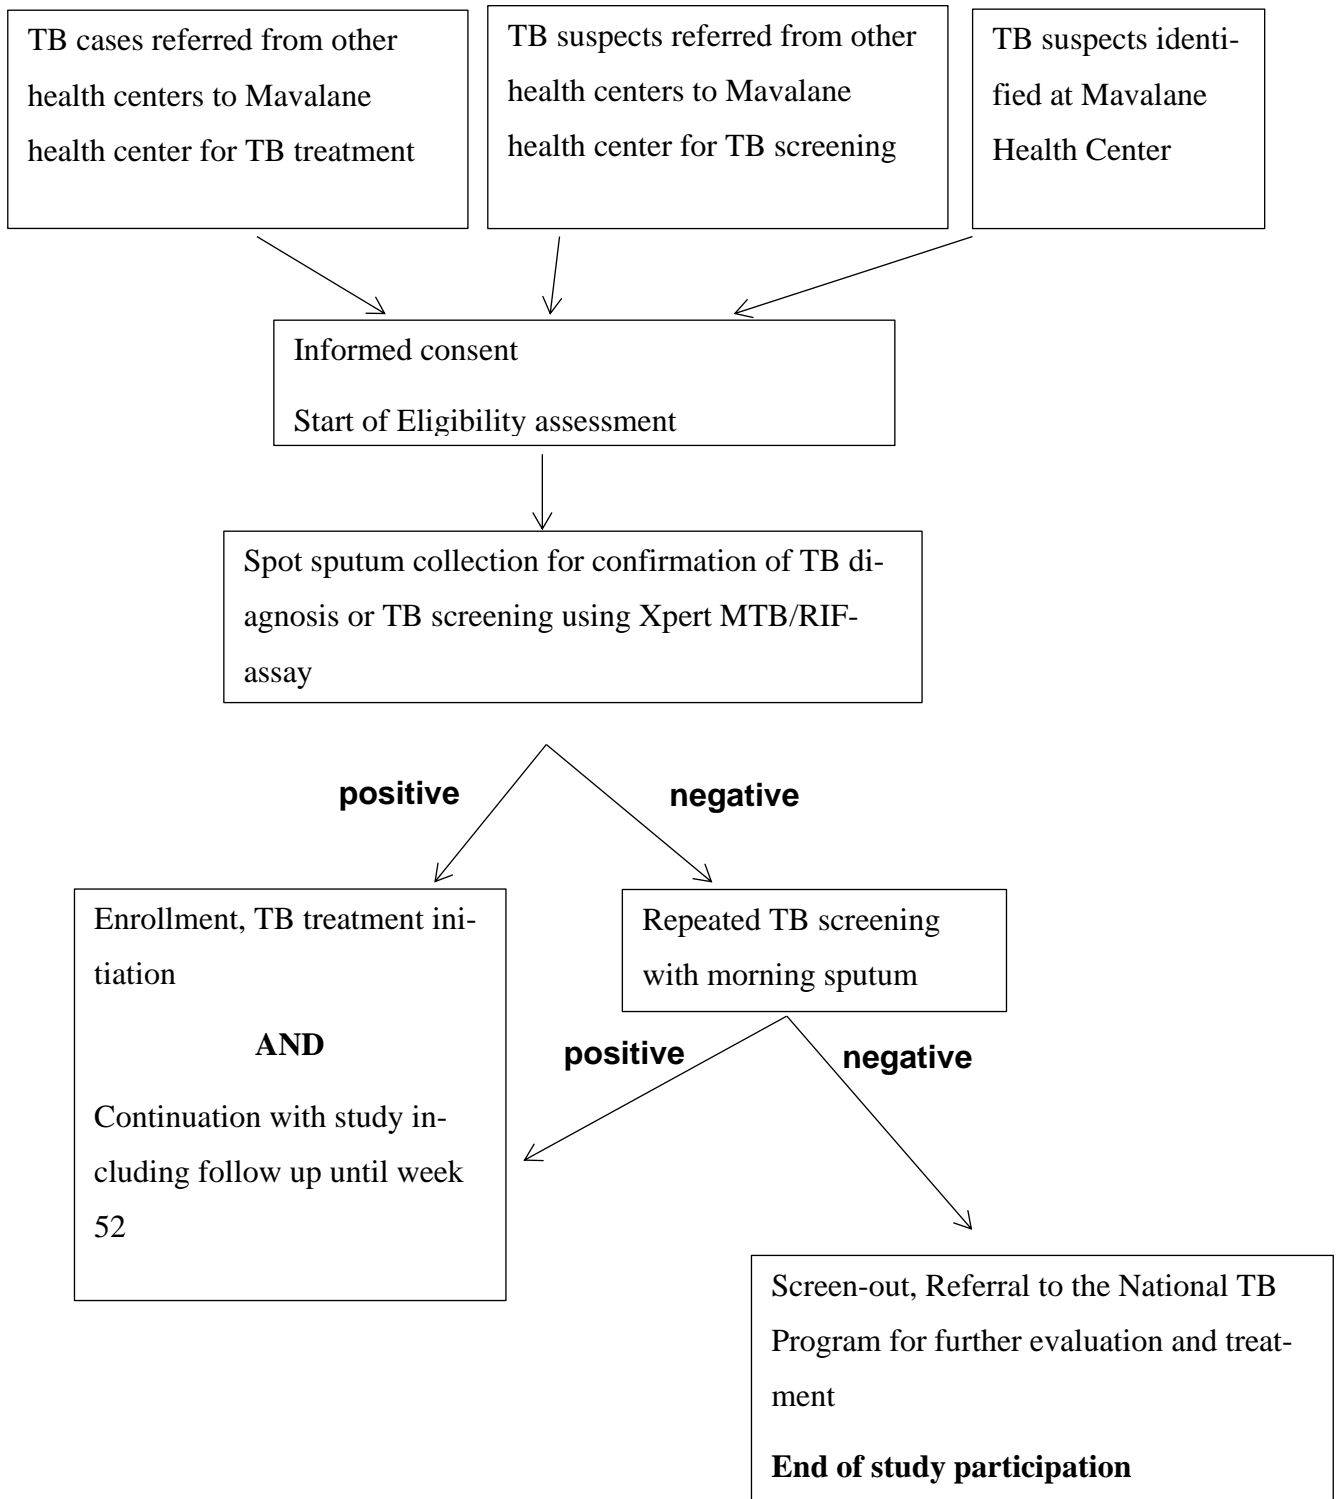 TB cases referred from other
health centers to Mavalane
health center for TB treatment
TB suspects referred from other
health centers to Mavalane
health center for TB screening
TB suspects identi-
fied at Mavalane
Health Center
Informed consent
Start of Eligibility assessment
Spot sputum collection for confirmation of TB di-
agnosis or TB screening using Xpert MTB/RIF-
assay
positive
negative
Enrollment, TB treatment ini-
tiation
AND
Continuation with study in-
cluding follow up until week
52
Repeated TB screening
with morning sputum
positive
negative
Screen-out, Referral to the National TB
Program for further evaluation and treat-
ment
End of study participation